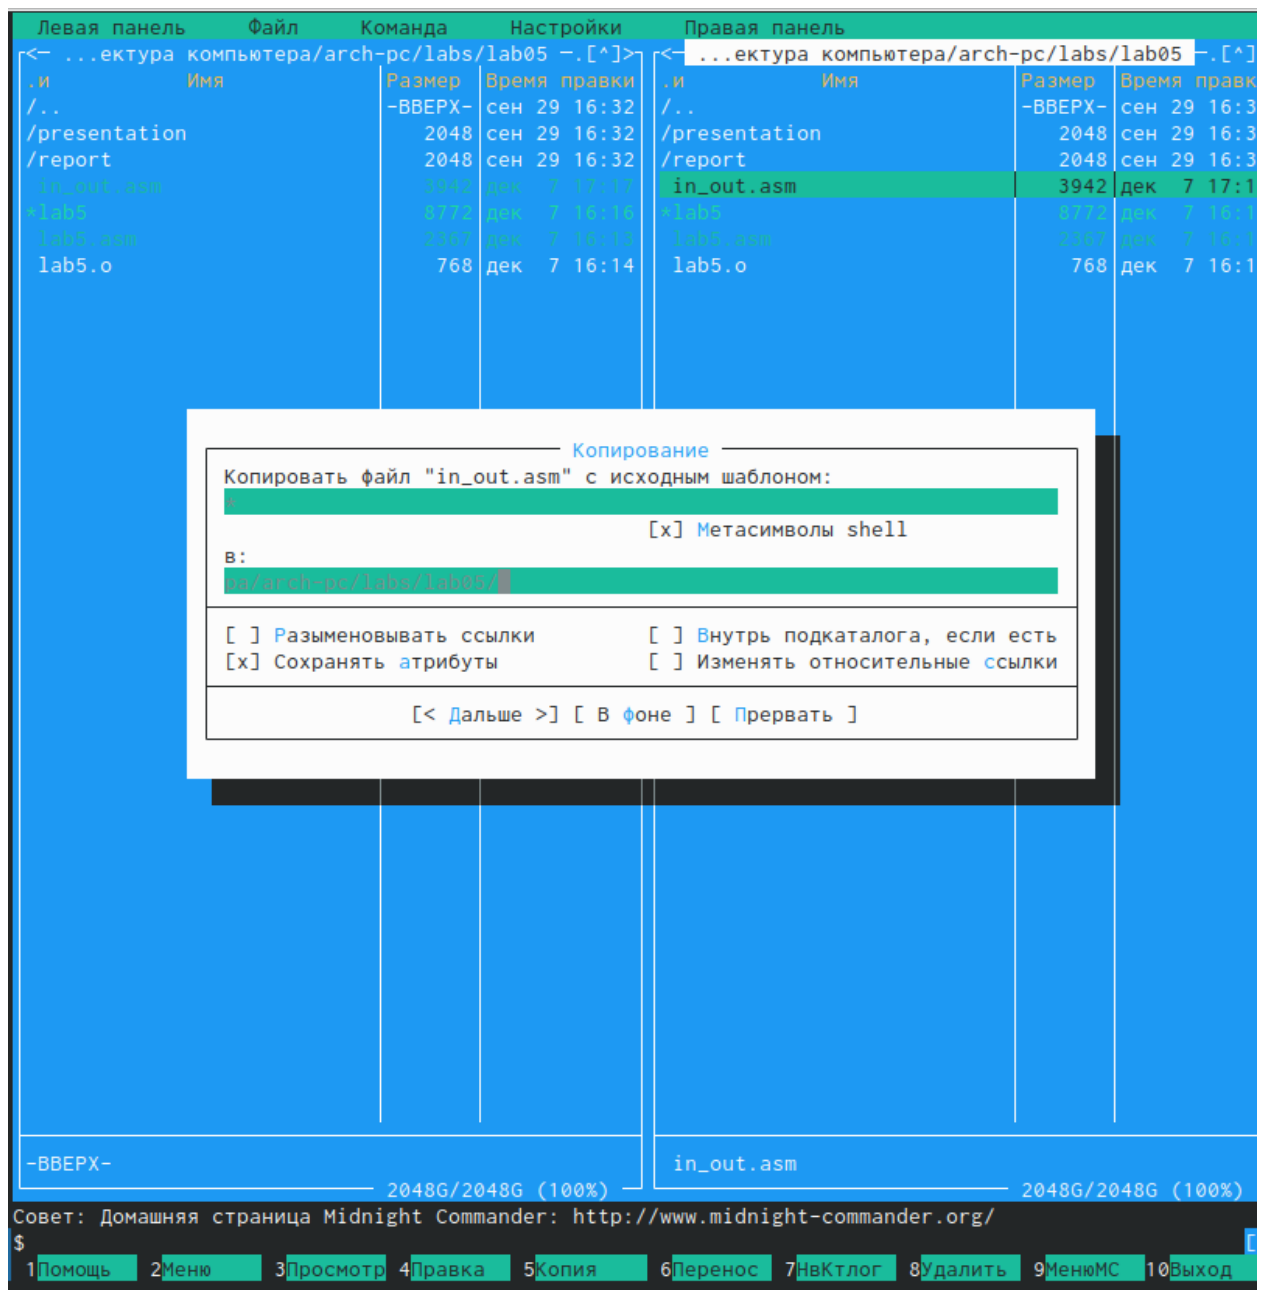 Левая панель Файл Команда Настройки Правая панель
<— ...ектура компьютера/arch-pc/labs/lab05 —.[^]> <— ...ектура компьютера/arch-pc/labs/lab05 —.[^]
.и Имя Размер Время правки .и Имя Размер Время правк
/.. -ВВЕРХ- сен 29 16:32 /.. -ВВЕРХ- сен 29 16:3
/presentation 2048 сен 29 16:32 /presentation 2048 сен 29 16:3
/report 2048 сен 29 16:32 /report 2048 сен 29 16:3
in_out.asm 3942 дек 7 17:17 in_out.asm 3942 дек 7 17:1
*lab5 8772 дек 7 16:16 *lab5 8772 дек 7 16:1
lab5.asm 2367 дек 7 16:13 lab5.asm 2367 дек 7 16:1
lab5.o 768 дек 7 16:14 lab5.o 768 дек 7 16:1
Копирование
Копировать файл "in_out.asm" с исходным шаблоном:
*
[x] Метасимволы shell
в:
ра/arch-pc/labs/lab05/
[ ] Разыменовывать ссылки [ ] Внутрь подкаталога, если есть
[x] Сохранять атрибуты [ ] Изменять относительные ссылки
[< Дальше >] [ В фоне ] [ Прервать ]
-ВВЕРХ- in_out.asm
2048G/2048G (100%) 2048G/2048G (100%)
Совет: Домашняя страница Midnight Commander: http://www.midnight-commander.org/
$ [
1Помощь 2Меню 3Просмотр 4Правка 5Копия 6Перенос 7НвКтлог 8Удалить 9МенюМС 10Выход